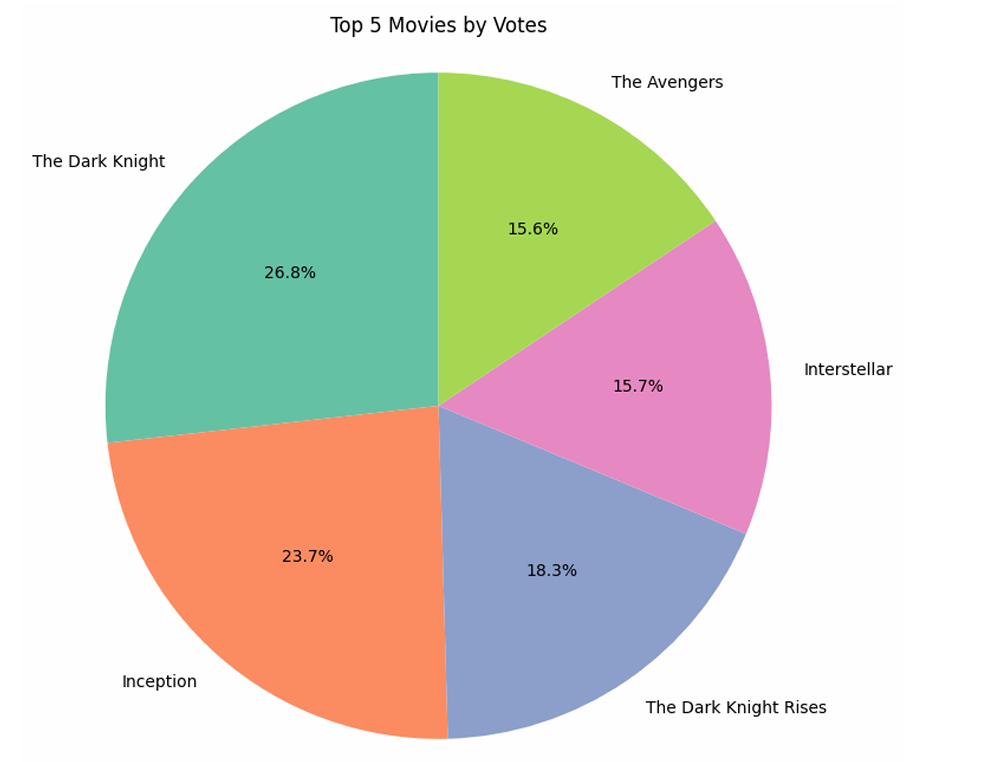 Top 5 Movies by Votes
The Avengers
The Dark Knight
15.6%
26.8%
Interstellar
15.7%
23.7%
18.3%
Inception
The Dark Knight Rises